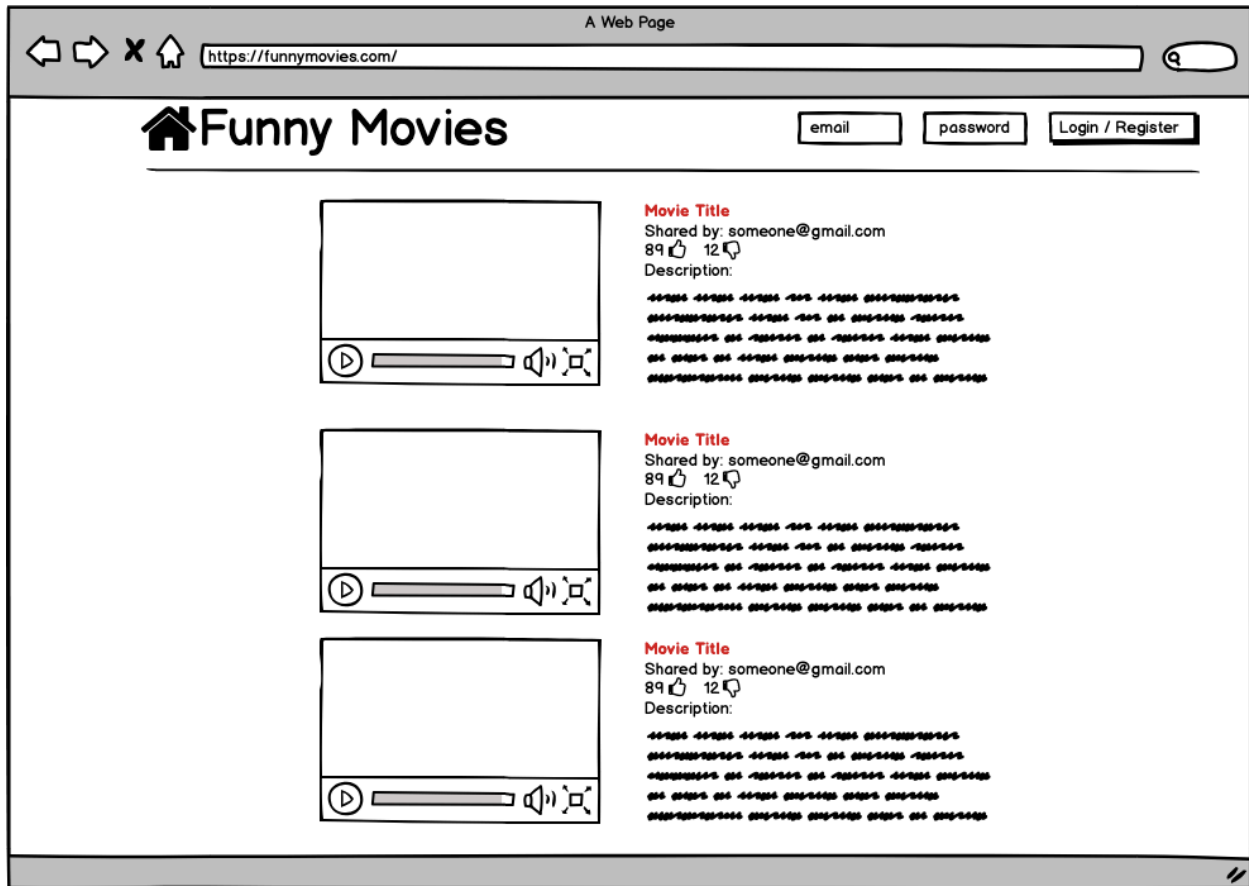 A Web Page
https://funnymovies.com/
Funny Movies
email
password
Login / Register
Movie Title
Shared by: someone@gmail.com
89 12
Description:
Movie Title
Shared by: someone@gmail.com
89 12
Description:
Movie Title
Shared by: someone@gmail.com
89 12
Description: